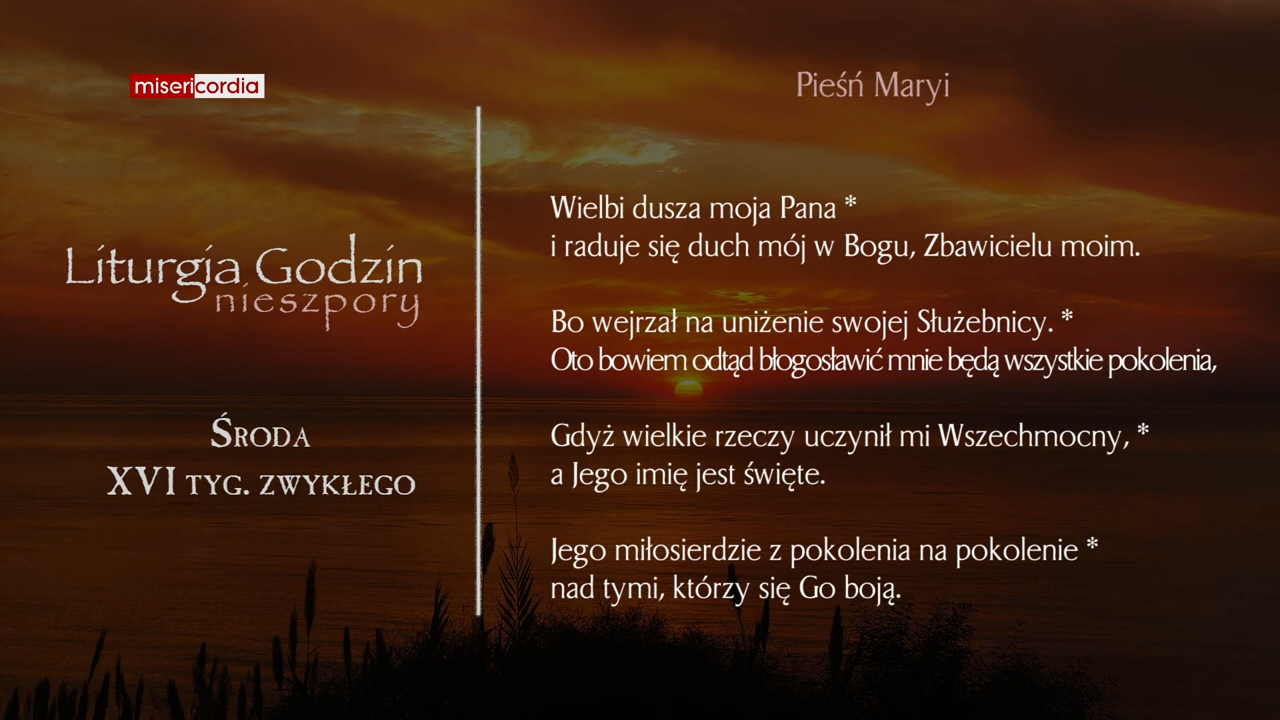 misericordia
Liturgia Godzin
nieszpory
Środa
XVI tyg. zwykłego
Pieśń Maryi
Wielbi dusza moja Pana *
i raduje się duch mój w Bogu, Zbawicielu moim.
Bo wejrzał na uniżenie swojej Służebnicy. *
Oto bowiem odtąd błogosławić mnie będą wszystkie pokolenia,
Gdyż wielkie rzeczy uczynił mi Wszechmocny, *
a Jego imię jest święte.
Jego miłosierdzie z pokolenia na pokolenie *
nad tymi, którzy się Go boją.